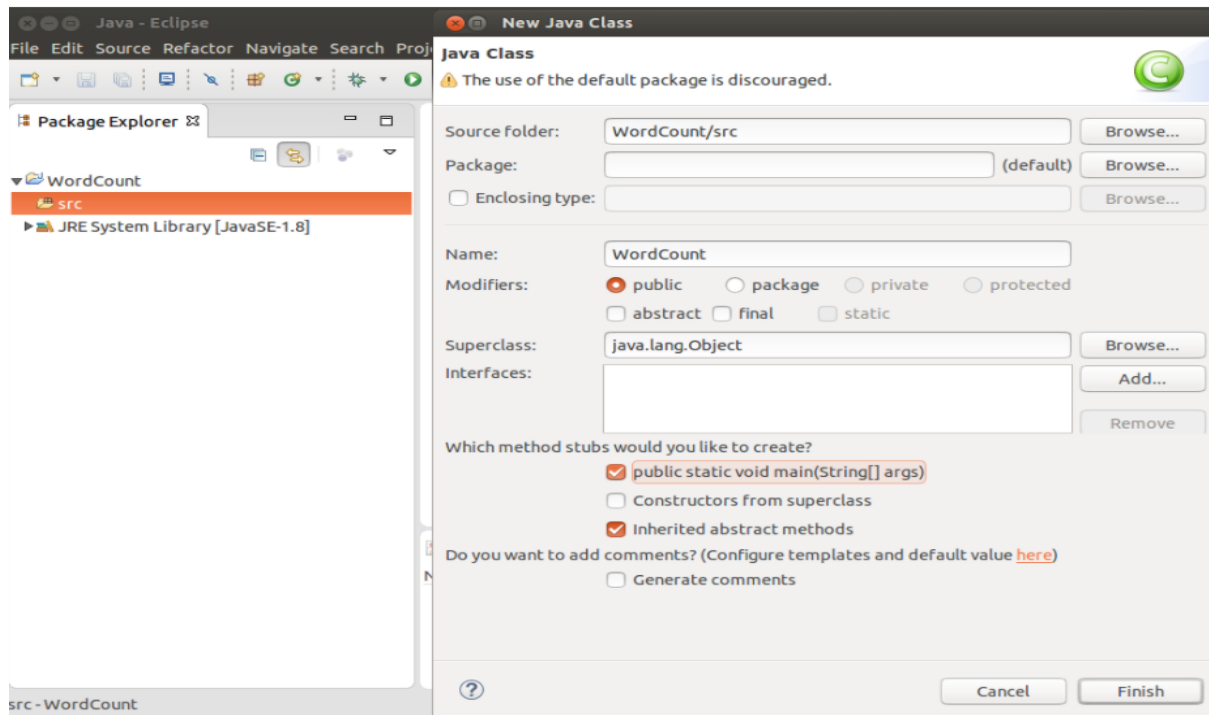 Java - Eclipse
File Edit Source Refactor Navigate Search Proj
Package Explorer
WordCount
src
JRE System Library [JavaSE-1.8]
src - WordCount
New Java Class
Java Class
The use of the default package is discouraged.
Source folder: WordCount/src Browse...
Package: (default) Browse...
Enclosing type: Browse...
Name: WordCount
Modifiers: public package private protected
abstract final static
Superclass: java.lang.Object Browse...
Interfaces: Add...
Remove
Which method stubs would you like to create?
public static void main(String[] args)
Constructors from superclass
Inherited abstract methods
Do you want to add comments? (Configure templates and default value here)
Generate comments
Cancel Finish